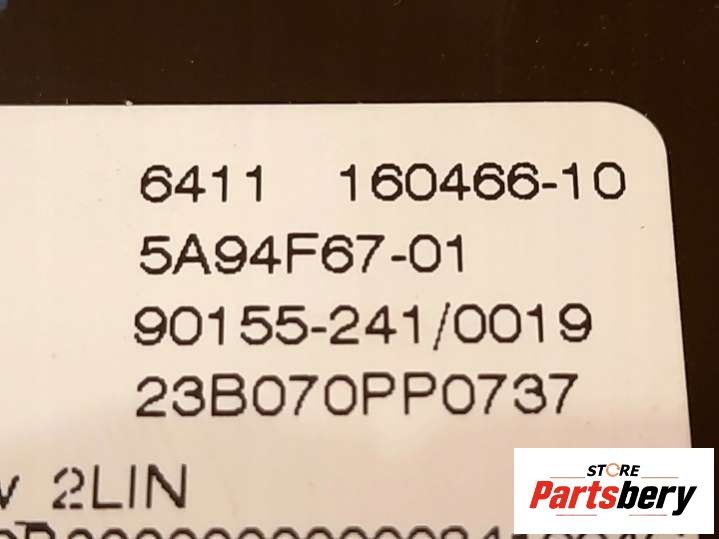 6411 160466-10
5A94F67-01
90155-241/0019
23B070PP0737
2LIN
STORE
Partsbery